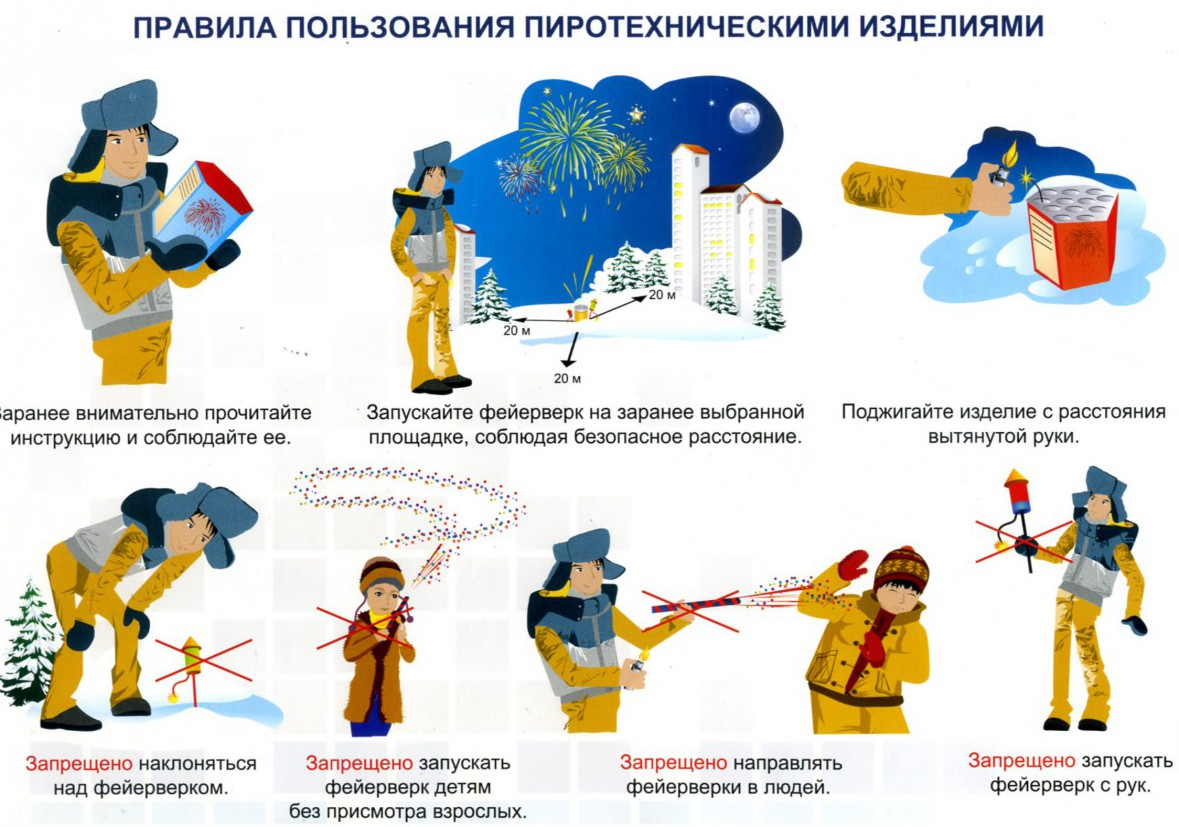 ПРАВИЛА ПОЛЬЗОВАНИЯ ПИРОТЕХНИЧЕСКИМИ ИЗДЕЛИЯМИ
20 м
20 м
20 м
Заранее внимательно прочитайте
инструкцию и соблюдайте ее.
Запускайте фейерверк на заранее выбранной
площадке, соблюдая безопасное расстояние.
Поджигайте изделие с расстояния
вытянутой руки.
Запрещено наклоняться
над фейерверком.
Запрещено запускать
фейерверк детям
без присмотра взрослых.
Запрещено направлять
фейерверки в людей.
Запрещено запускать
фейерверк с рук.